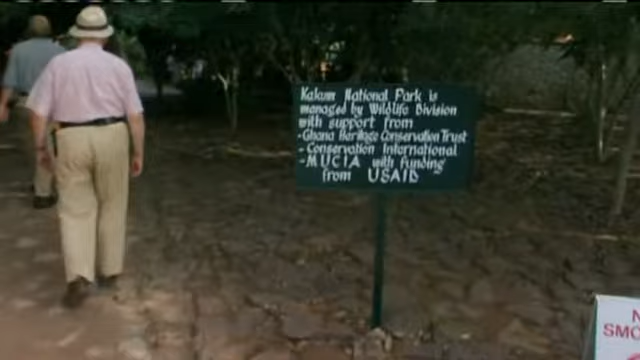 Kakum National Park is
managed by Wildlife Division
with support from
-Ghana Heritage Conservation Trust
- Conservation International
-MUCIA with funding
from USAID